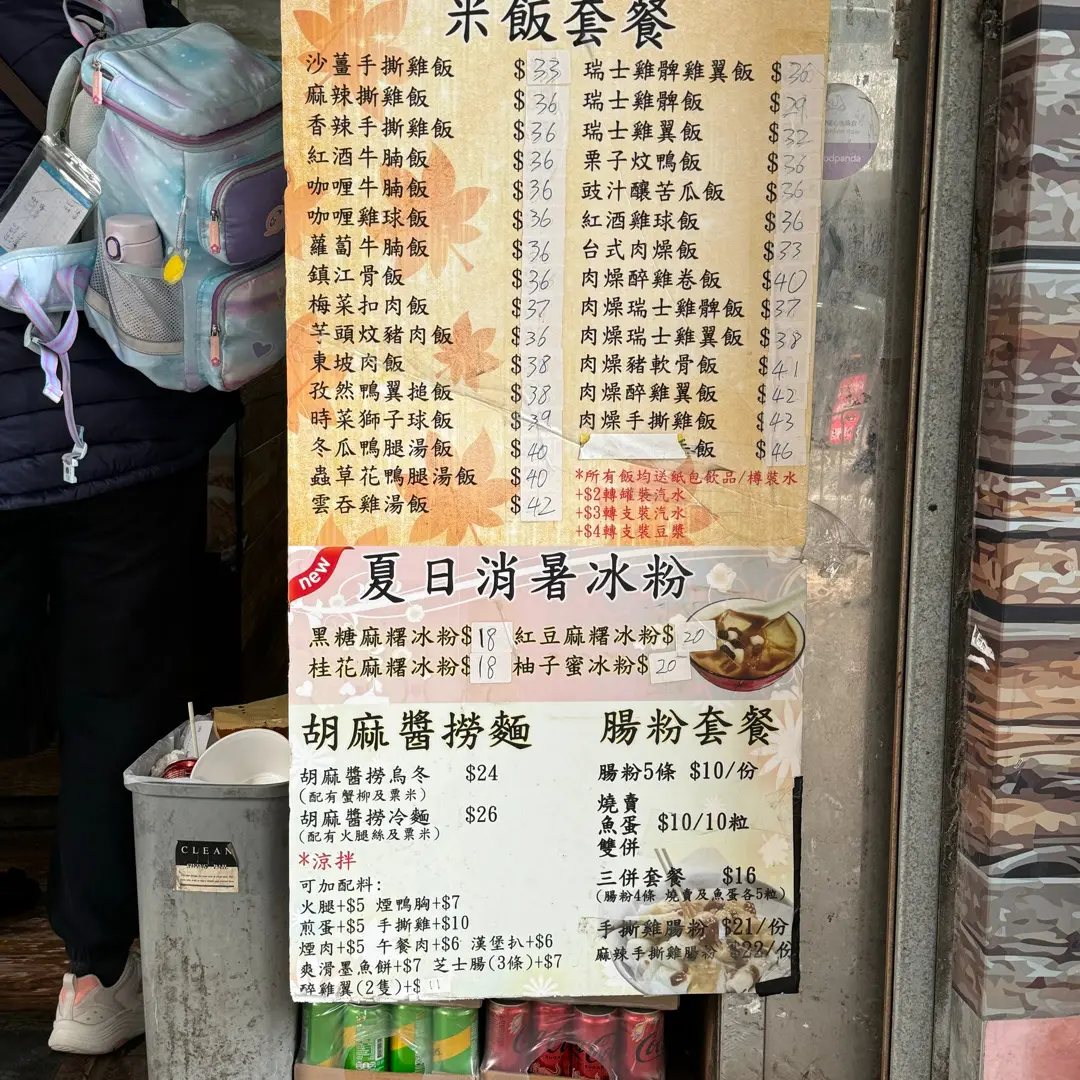 米飯套餐
沙薑手撕雞飯 $33
麻辣撕雞飯 $36
香辣手撕雞飯 $36
紅酒牛腩飯 $36
咖喱牛腩飯 $36
咖喱雞球飯 $36
蘿蔔牛腩飯 $36
鎮江骨飯 $36
梅菜扣肉飯 $37
芋頭炆豬肉飯 $36
東坡肉飯 $38
孜然鴨翼搥飯 $38
時菜獅子球飯 $39
冬瓜鴨腿湯飯 $40
蟲草花鴨腿湯飯 $40
雲吞雞湯飯 $42
瑞士雞髀雞翼飯 $36
瑞士雞髀飯 $29
瑞士雞翼飯 $32
栗子炆鴨飯 $36
豉汁釀苦瓜飯 $36
紅酒雞球飯 $36
台式肉燥飯 $33
肉燥醉雞卷飯 $40
肉燥瑞士雞髀飯 $37
肉燥瑞士雞翼飯 $38
肉燥豬軟骨飯 $41
肉燥醉雞翼飯 $42
肉燥手撕雞飯 $43
飯 $46
*所有飯均送紙包飲品/樽裝水
+$2轉罐裝汽水
+$3轉支裝汽水
+$4轉支裝豆漿
new
夏日消暑冰粉
黑糖麻糬冰粉$18 紅豆麻糬冰粉$20
桂花麻糬冰粉$18 柚子蜜冰粉$20
胡麻醬撈麵
胡麻醬撈烏冬 $24
(配有蟹柳及粟米)
胡麻醬撈冷麵 $26
(配有火腿絲及粟米)
*涼拌
可加配料:
火腿+$5 煙鴨胸+$7
煎蛋+$5 手撕雞+$10
煙肉+$5 午餐肉+$6 漢堡扒+$6
爽滑墨魚餅+$7 芝士腸(3條)+$7
醉雞翼(2隻)+$11
腸粉套餐
腸粉5條 $10/份
燒賣
魚蛋 $10/10粒
雙併
三併套餐 $16
(腸粉4條 燒賣及魚蛋各5粒)
手撕雞腸粉 $21/份
麻辣手撕雞腸粉 $22/份
CLEAN
odpanda